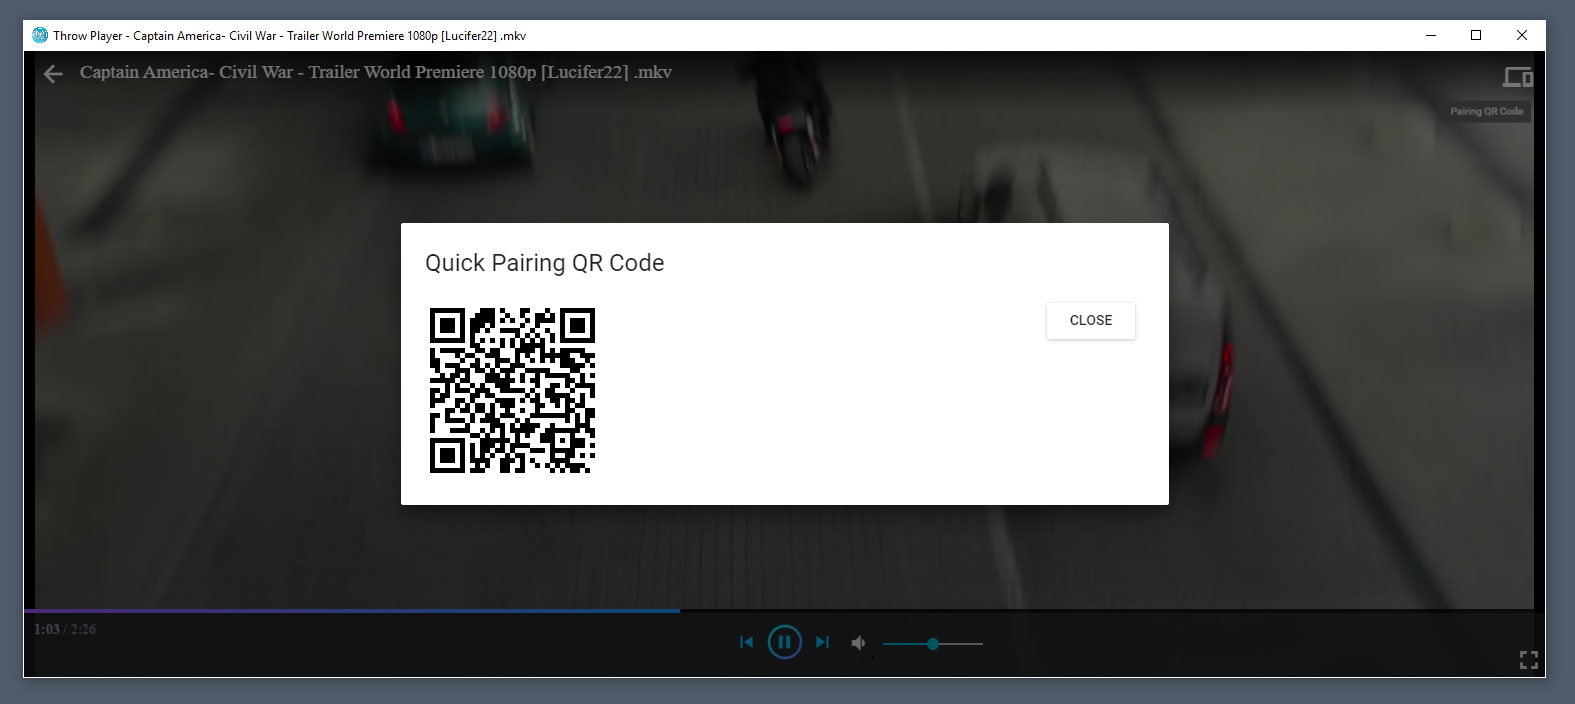 Throw Player - Captain America- Civil War - Trailer World Premiere 1080p [Lucifer22] .mkv
Captain America- Civil War - Trailer World Premiere 1080p [Lucifer22] .mkv
Pairing QR Code
Quick Pairing QR Code
CLOSE
1:03 / 2:26